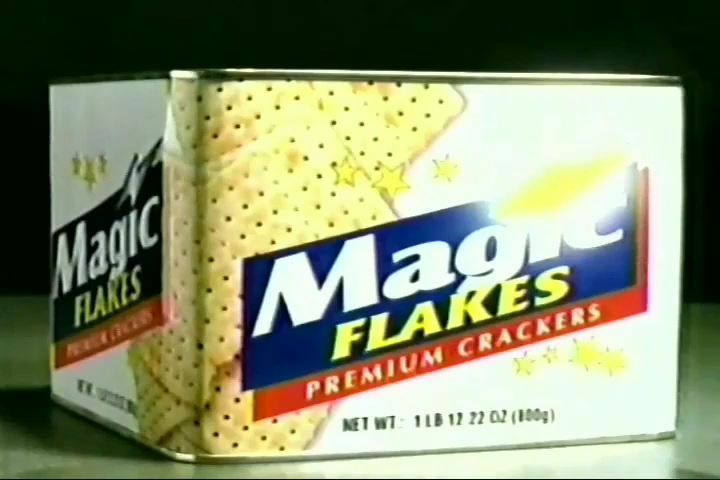 Magic
FLAKES
PREMIUM CRACKERS
NET WT.: 1 LB 12.22 OZ (800g)
Magic
FLAKES
PREMIUM CRACKERS